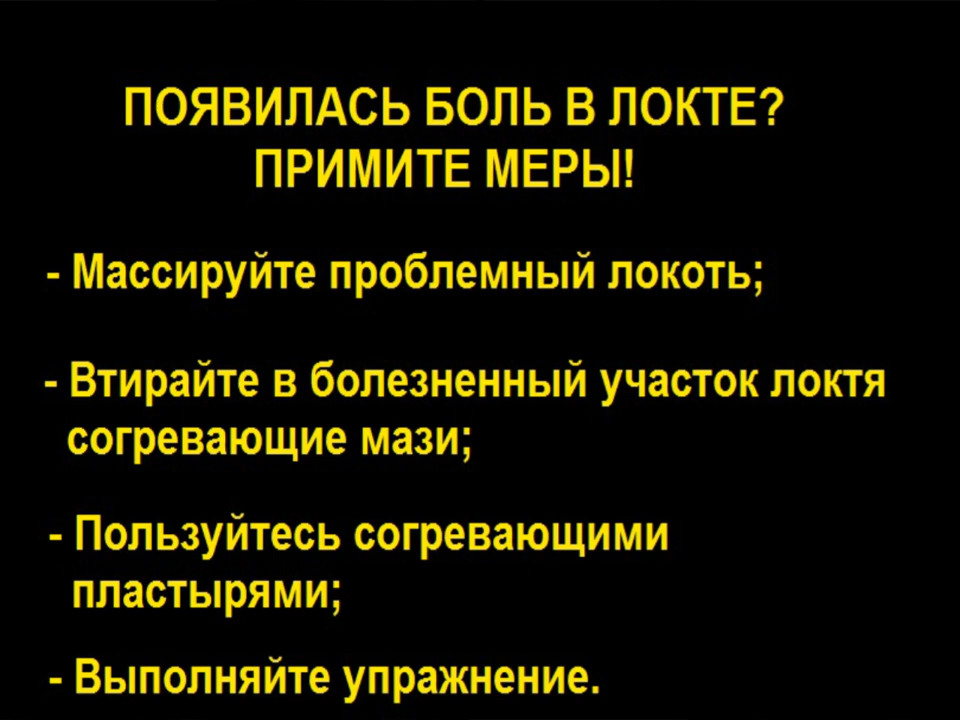 ПОЯВИЛАСЬ БОЛЬ В ЛОКТЕ?
ПРИМИТЕ МЕРЫ!
- Массируйте проблемный локоть;
- Втирайте в болезненный участок локтя
согревающие мази;
- Пользуйтесь согревающими
пластырями;
- Выполняйте упражнение.